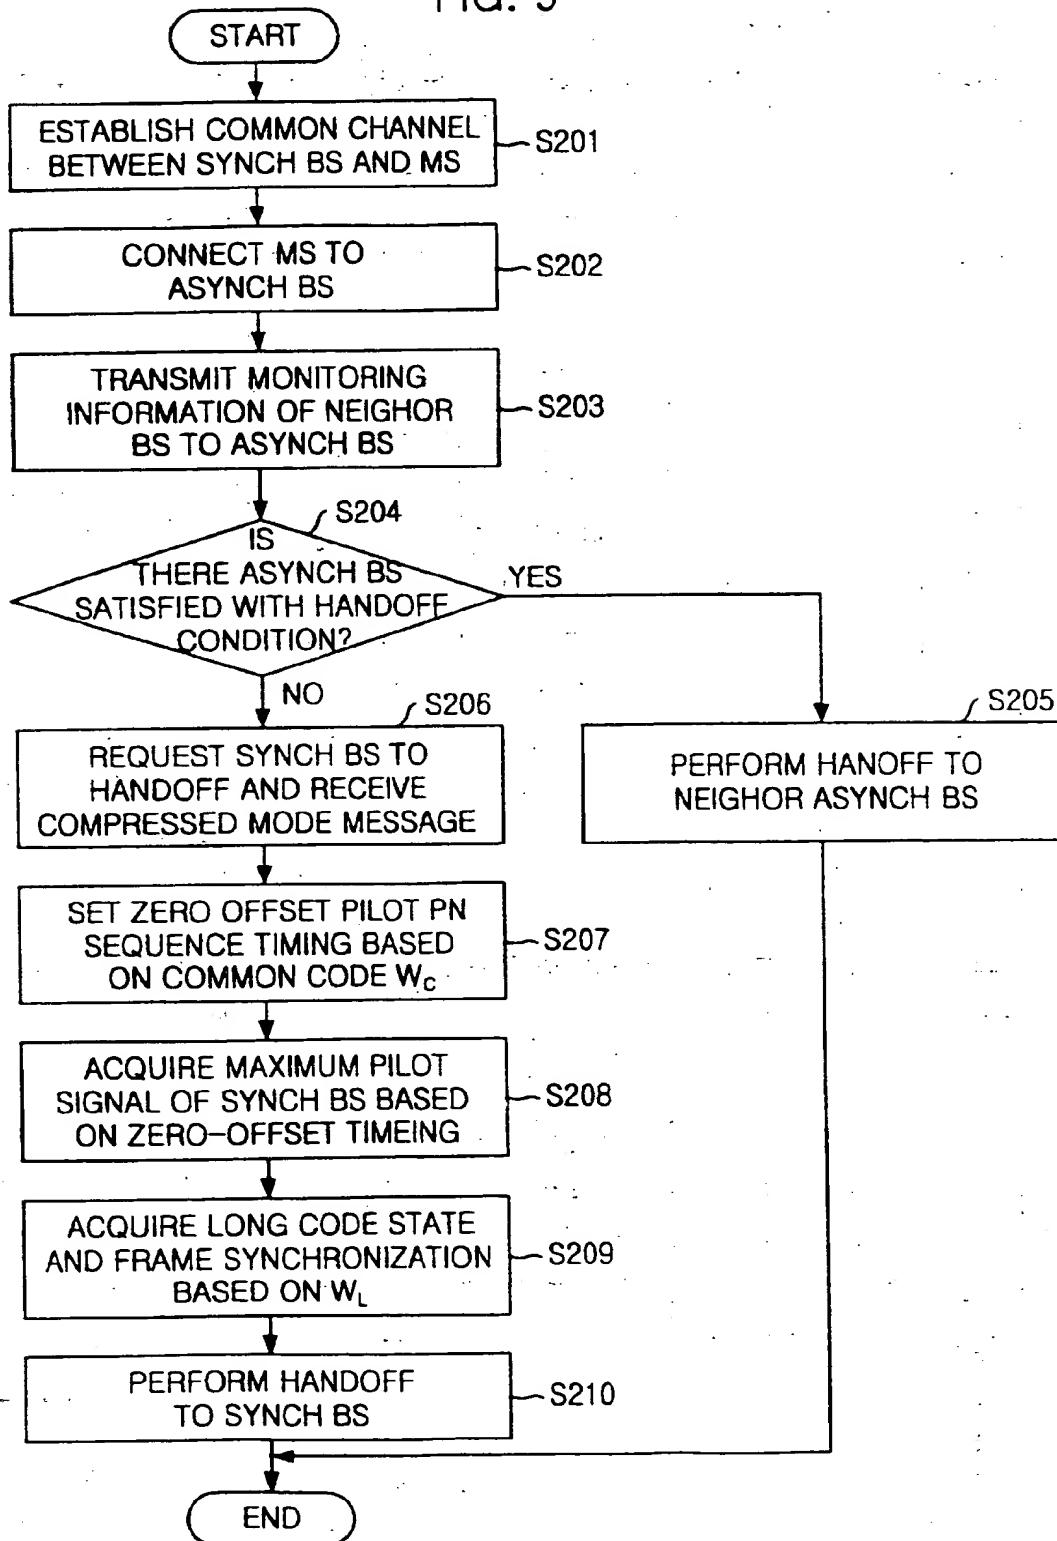 START
ESTABLISH COMMON CHANNEL
BETWEEN SYNCH BS AND MS
S201
CONNECT MS TO
ASYNCH BS
S202
TRANSMIT MONITORING
INFORMATION OF NEIGHOR
BS TO ASYNCH BS
S203
S204
IS
THERE ASYNCH BS
SATISFIED WITH HANDOFF
CONDITION?
YES
NO
S206
REQUEST SYNCH BS TO
HANDOFF AND RECEIVE
COMPRESSED MODE MESSAGE
S205
PERFORM HANOFF TO
NEIGHOR ASYNCH BS
SET ZERO OFFSET PILOT PN
SEQUENCE TIMING BASED
ON COMMON CODE WC
S207
ACQUIRE MAXIMUM PILOT
SIGNAL OF SYNCH BS BASED
ON ZERO-OFFSET TIMEING
S208
ACQUIRE LONG CODE STATE
AND FRAME SYNCHRONIZATION
BASED ON WL
S209
PERFORM HANDOFF
TO SYNCH BS
S210
END